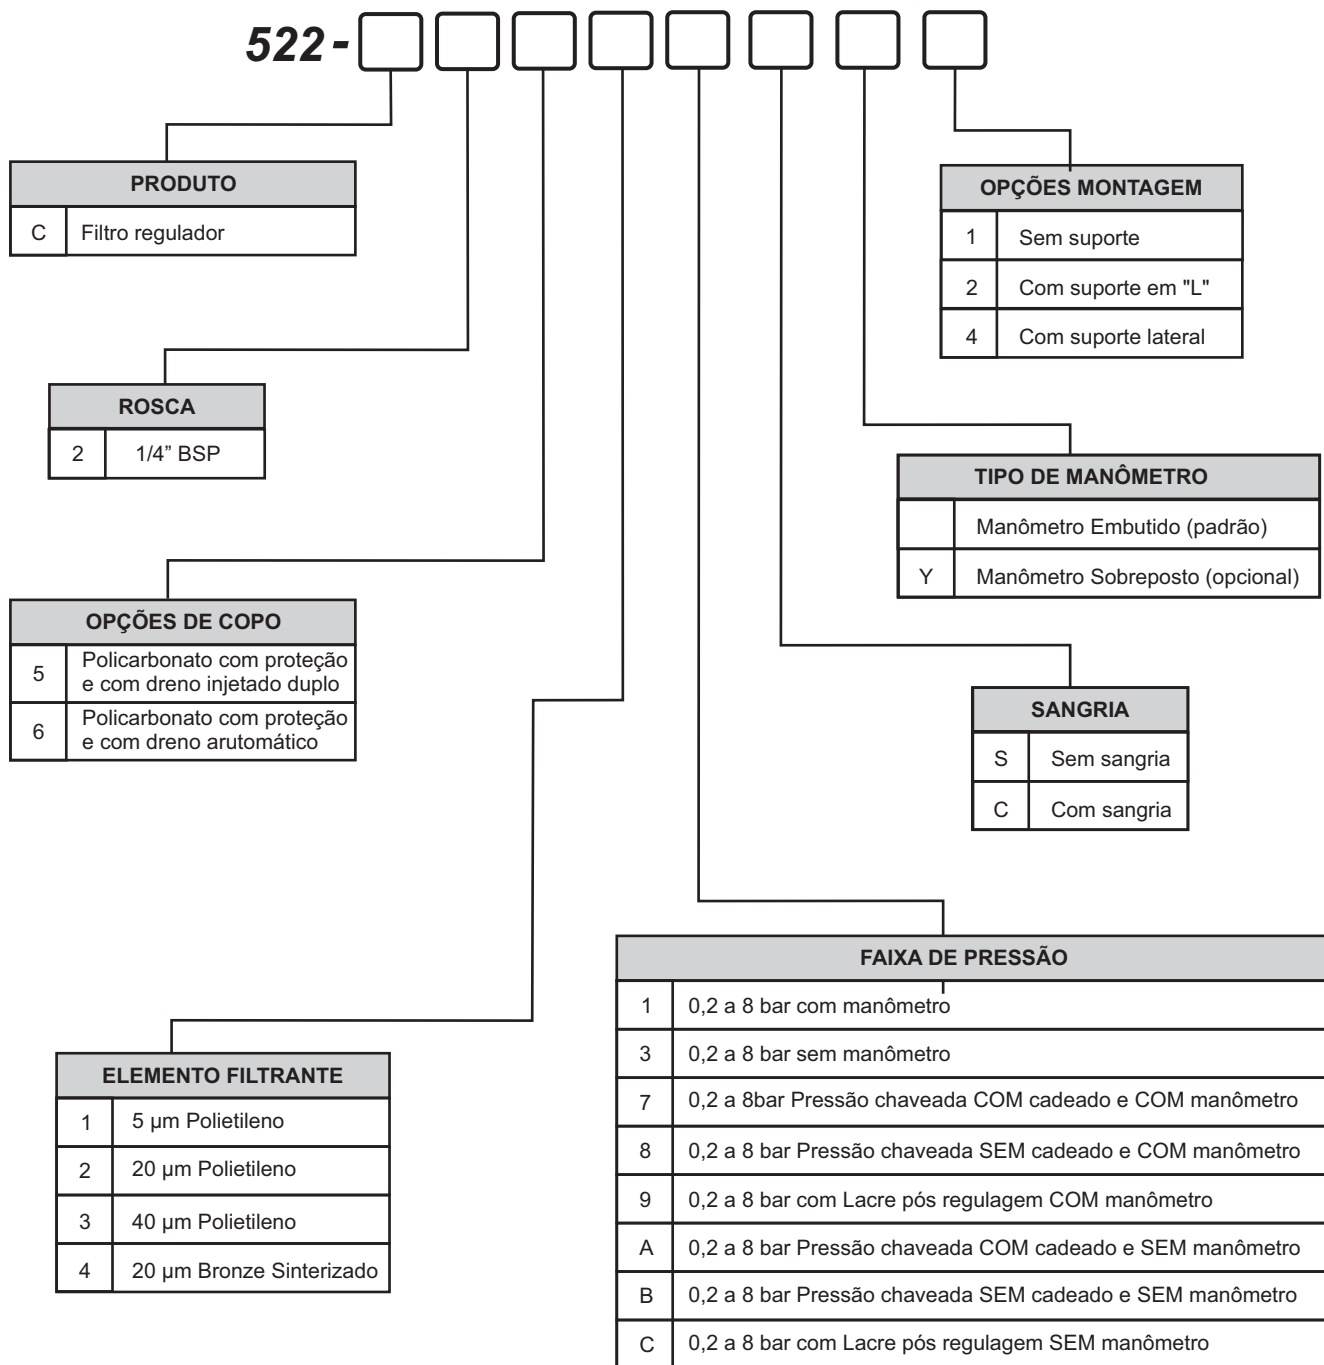 522-
PRODUTO
C Filtro regulador
OPÇÕES MONTAGEM
1 Sem suporte
2 Com suporte em "L"
4 Com suporte lateral
ROSCA
2 1/4” BSP
TIPO DE MANÔMETRO
Manômetro Embutido (padrão)
Y Manômetro Sobreposto (opcional)
OPÇÕES DE COPO
5 Policarbonato com proteção
e com dreno injetado duplo
6 Policarbonato com proteção
e com dreno arutomático
SANGRIA
S Sem sangria
C Com sangria
FAIXA DE PRESSÃO
1 0,2 a 8 bar com manômetro
3 0,2 a 8 bar sem manômetro
7 0,2 a 8bar Pressão chaveada COM cadeado e COM manômetro
8 0,2 a 8 bar Pressão chaveada SEM cadeado e COM manômetro
9 0,2 a 8 bar com Lacre pós regulagem COM manômetro
A 0,2 a 8 bar Pressão chaveada COM cadeado e SEM manômetro
B 0,2 a 8 bar Pressão chaveada SEM cadeado e SEM manômetro
C 0,2 a 8 bar com Lacre pós regulagem SEM manômetro
ELEMENTO FILTRANTE
1 5 µm Polietileno
2 20 µm Polietileno
3 40 µm Polietileno
4 20 µm Bronze Sinterizado